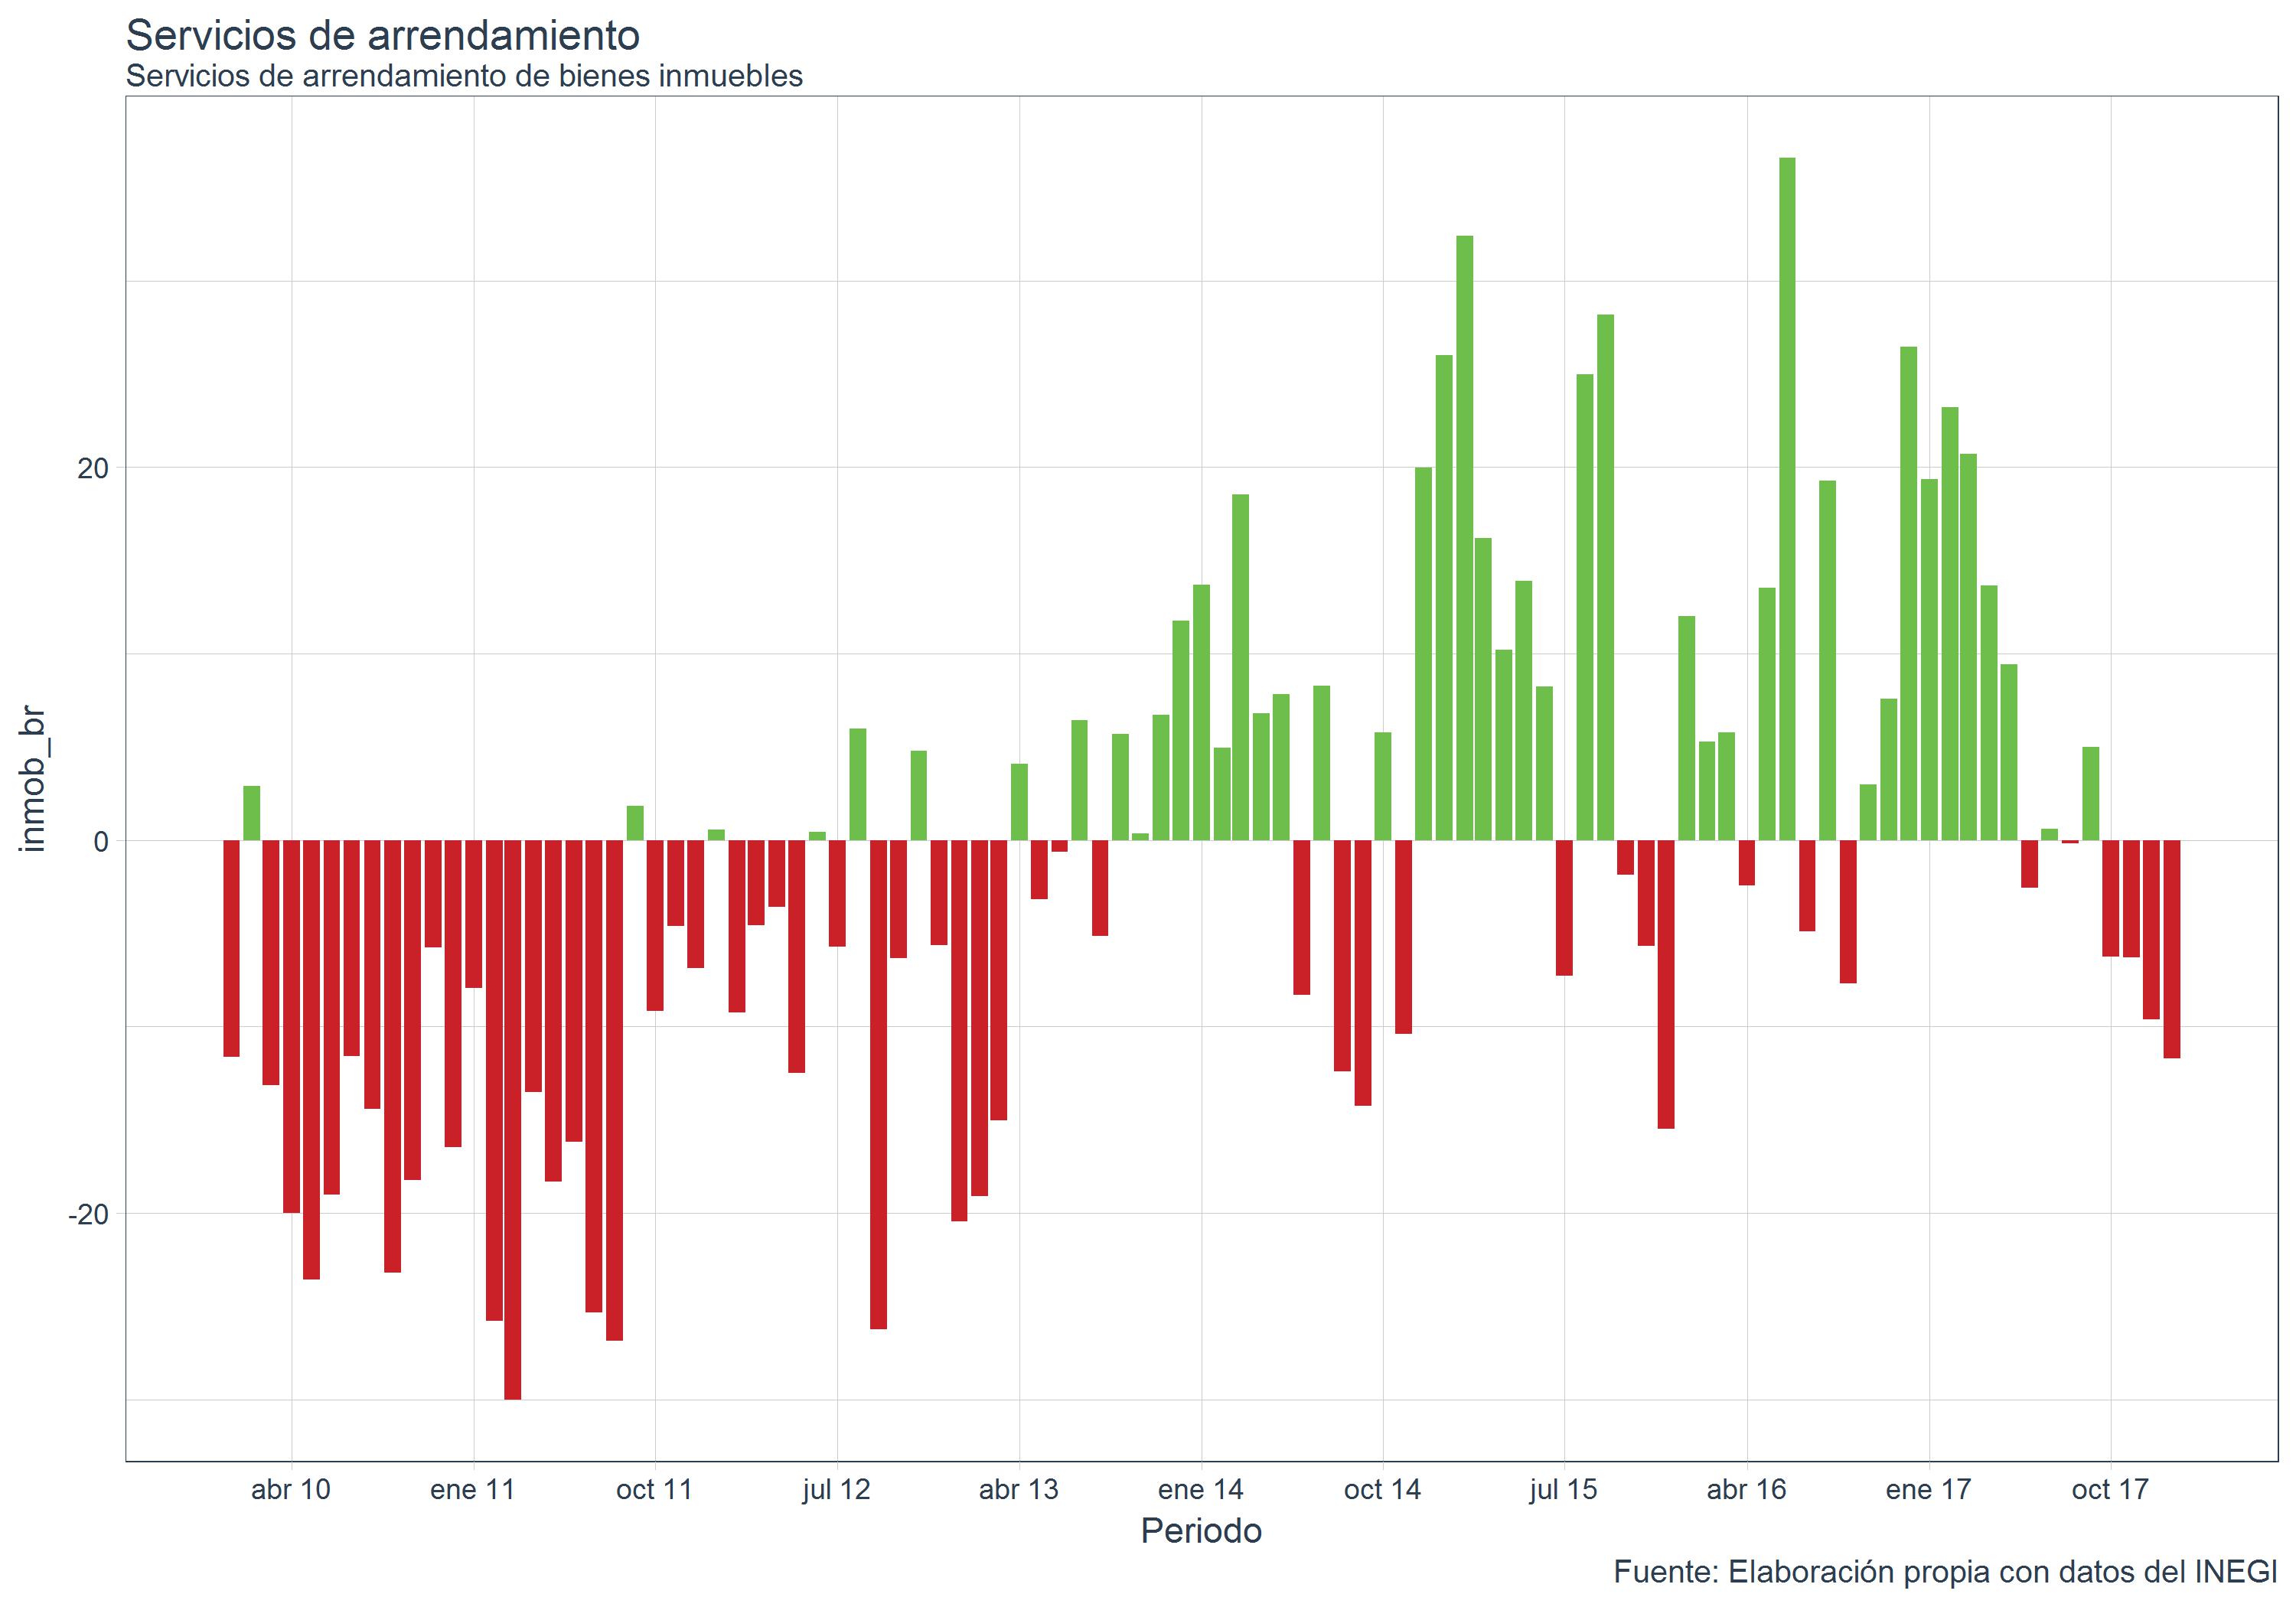 Servicios de arrendamiento
Servicios de arrendamiento de bienes inmuebles
inmob_br
20
0
-20
abr 10 ene 11 oct 11 jul 12 abr 13 ene 14 oct 14 jul 15 abr 16 ene 17 oct 17
Periodo
Fuente: Elaboración propia con datos del INEGI